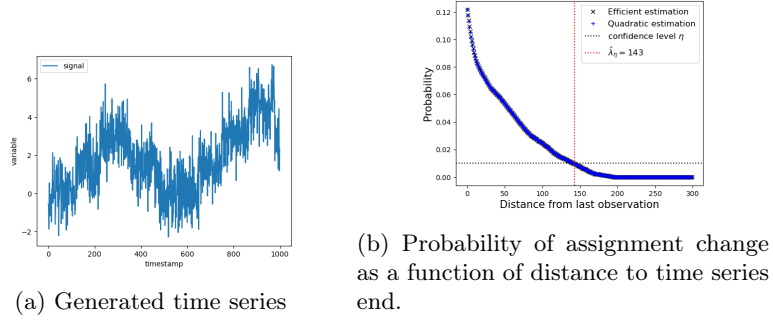 signal
6
4
2
0
−2
0 200 400 600 800 1000
variable
timestamp
(a) Generated time series
Efficient estimation
Quadratic estimation
confidence level η
λ̂η = 143
0.12
0.10
0.08
0.06
0.04
0.02
0.00
0 50 100 150 200 250 300
Probability
Distance from last observation
(b) Probability of assignment change
as a function of distance to time series
end.